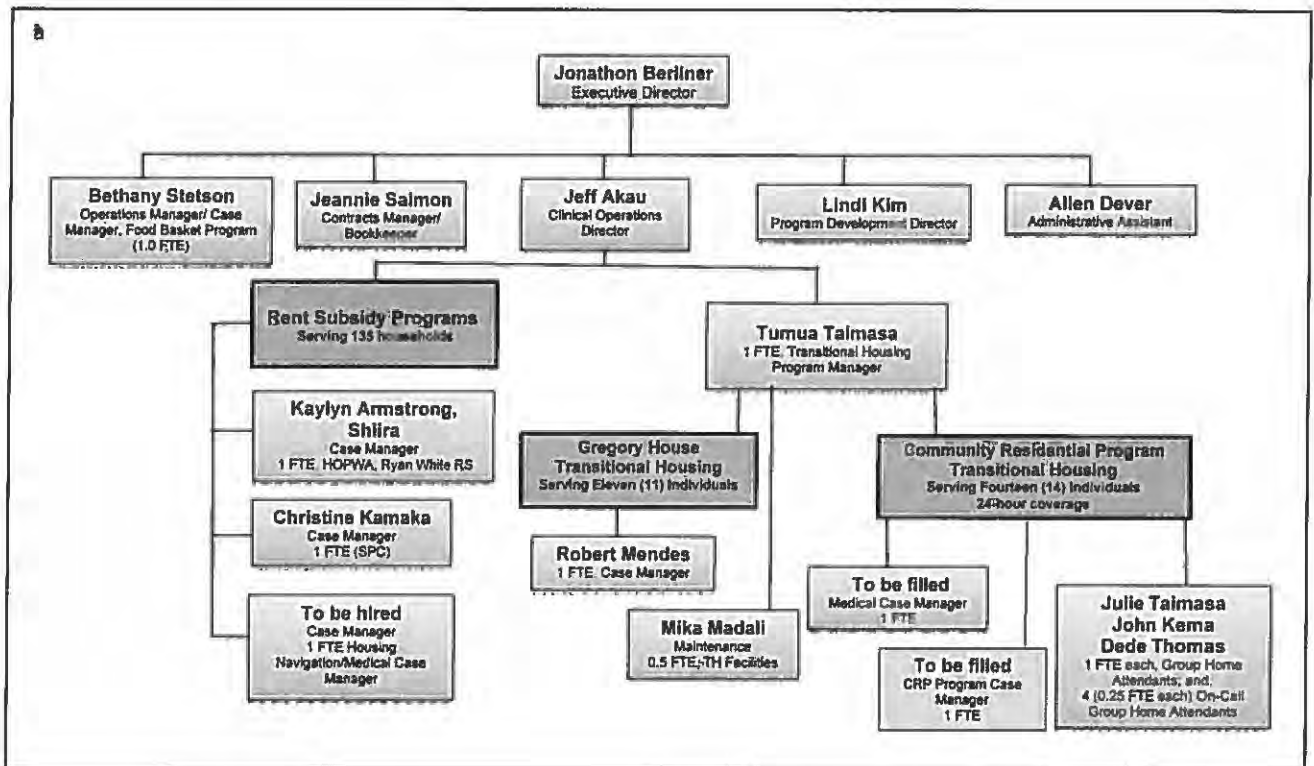 Jonathon Berliner
Executive Director
Bethany Stetson
Operations Manager/ Case
Manager, Food Basket Program
(1.0 FTE)
Jeannie Salmon
Contracts Manager/
Bookkeeper
Jeff Akau
Clinical Operations
Director
Lindi Kim
Program Development Director
Allen Dever
Administrative Assistant
Rent Subsidy Programs
Serving 135 households
Tumua Taimasa
1 FTE, Transitional Housing
Program Manager
Kaylyn Armstrong,
Shiira
Case Manager
1 FTE, HOPWA, Ryan White RS
Gregory House
Transitional Housing
Serving Eleven (11) Individuals
Community Residential Program
Transitional Housing
Serving Fourteen (14) Individuals
24-hour coverage
Christine Kamaka
Case Manager
1 FTE (SPC)
Robert Mendes
1 FTE, Case Manager
To be filled
Medical Case Manager
1 FTE
Julie Taimasa
John Kema
Dede Thomas
1 FTE each, Group Home
Attendants; and,
4 (0.25 FTE each) On-Call
Group Home Attendants
To be hired
Case Manager
1 FTE Housing
Navigation/Medical Case
Manager
Mika Madali
Maintenance
0.5 FTE, TH Facilities
To be filled
CRP Program Case
Manager
1 FTE